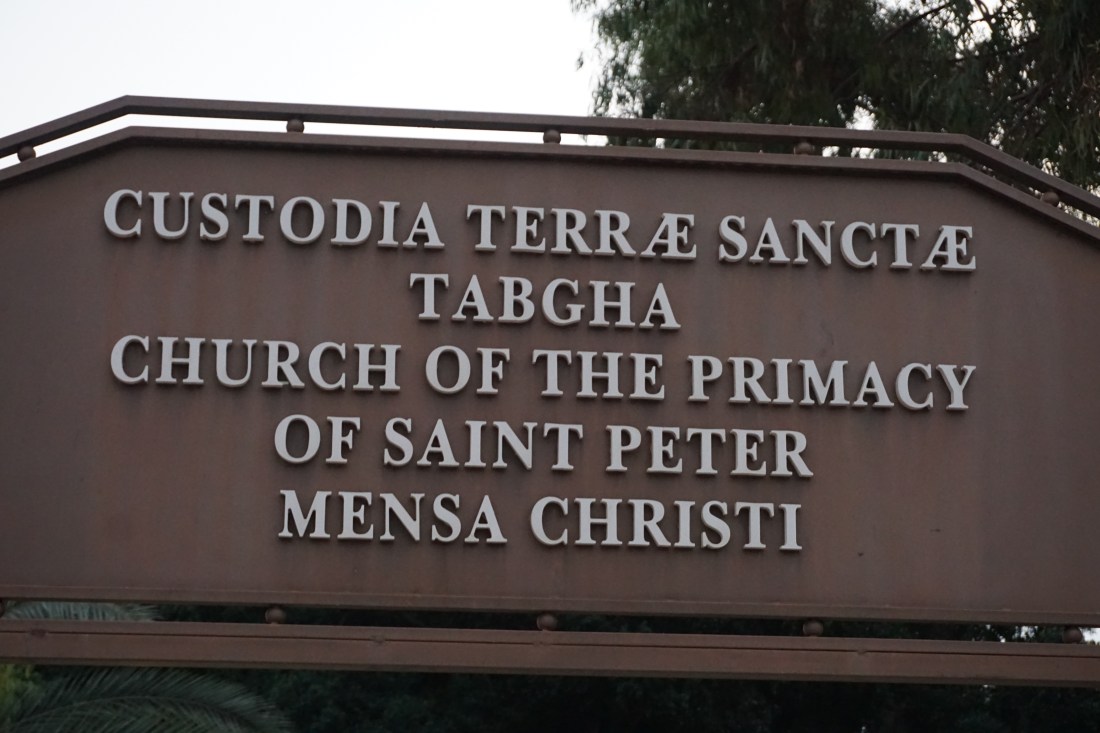 CUSTODIA TERRÆ SANCTÆ
TABGHA
CHURCH OF THE PRIMACY
OF SAINT PETER
MENSA CHRISTI